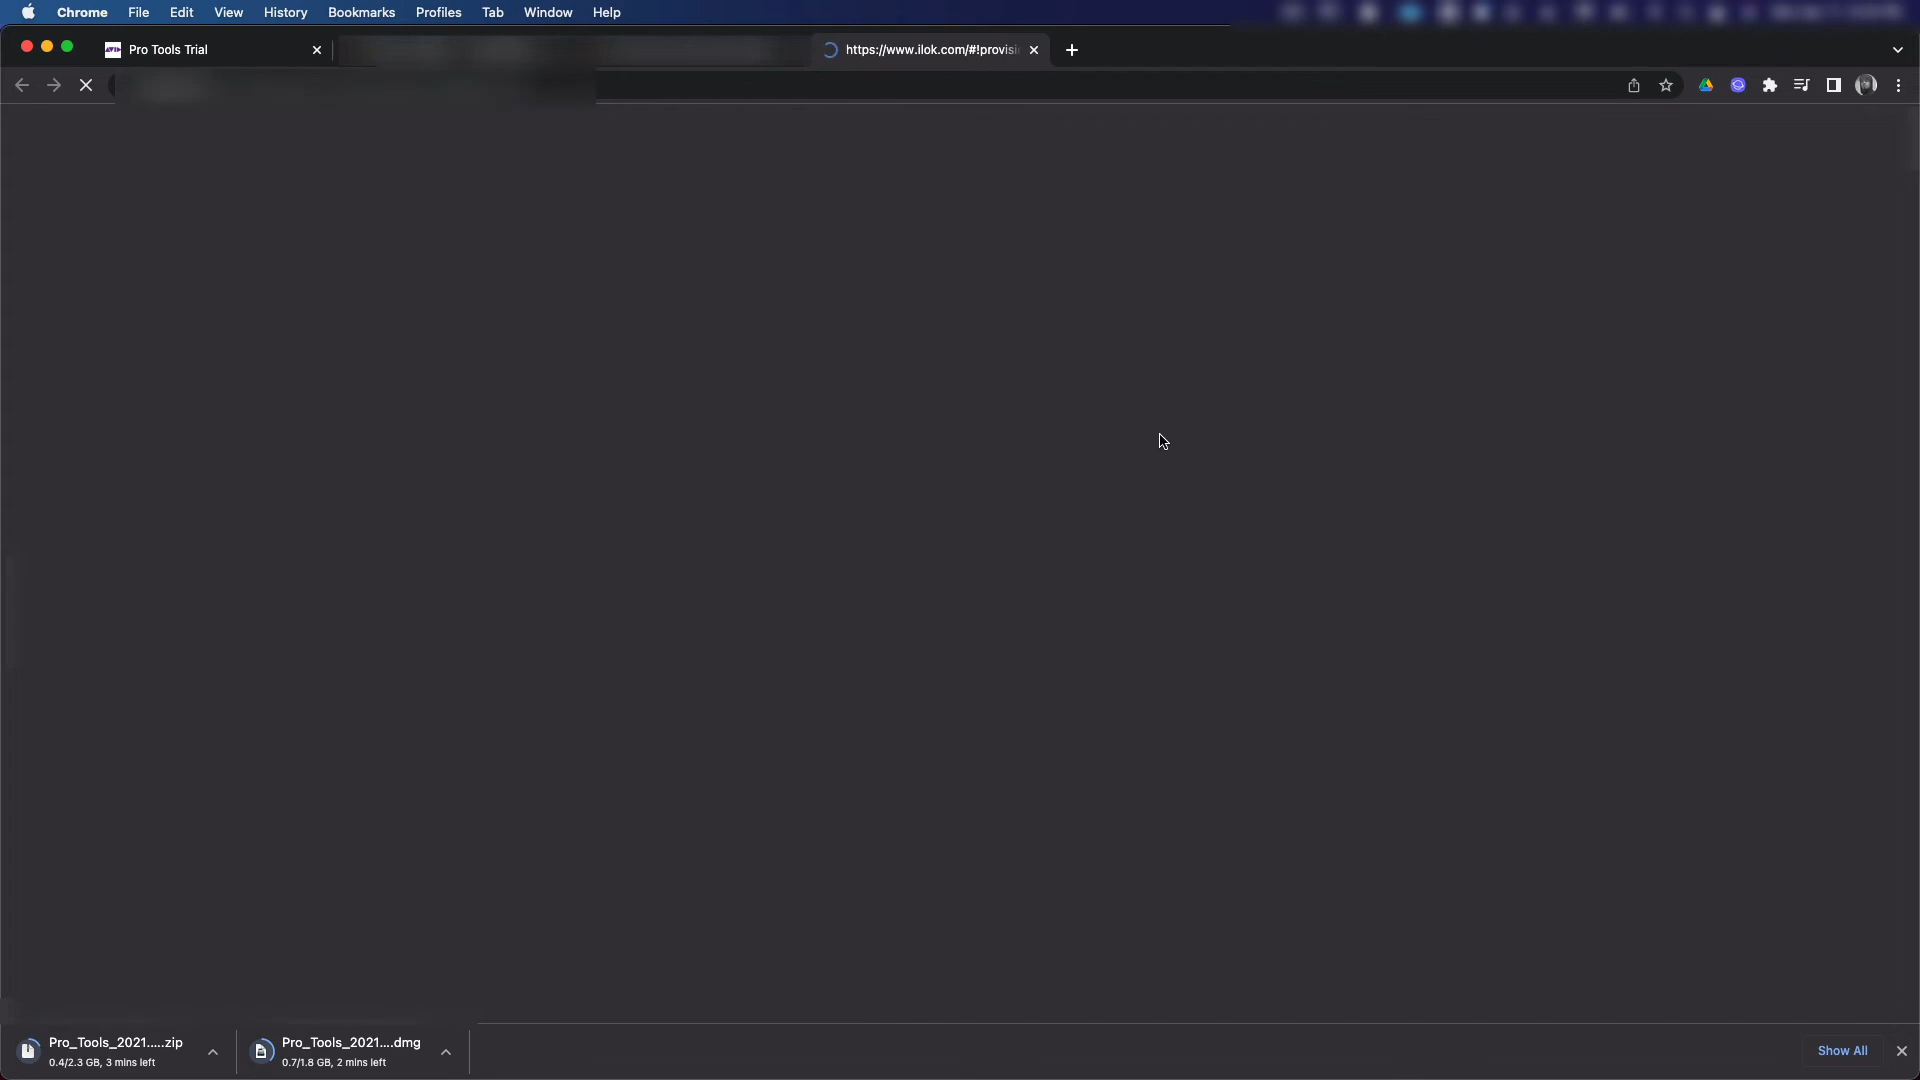 Chrome File Edit View History Bookmarks Profiles Tab Window Help
AVID Pro Tools Trial https://www.ilok.com/#!provisi
Pro_Tools_2021.....zip
0.4/2.3 GB, 3 mins left
Pro_Tools_2021....dmg
0.7/1.8 GB, 2 mins left
Show All